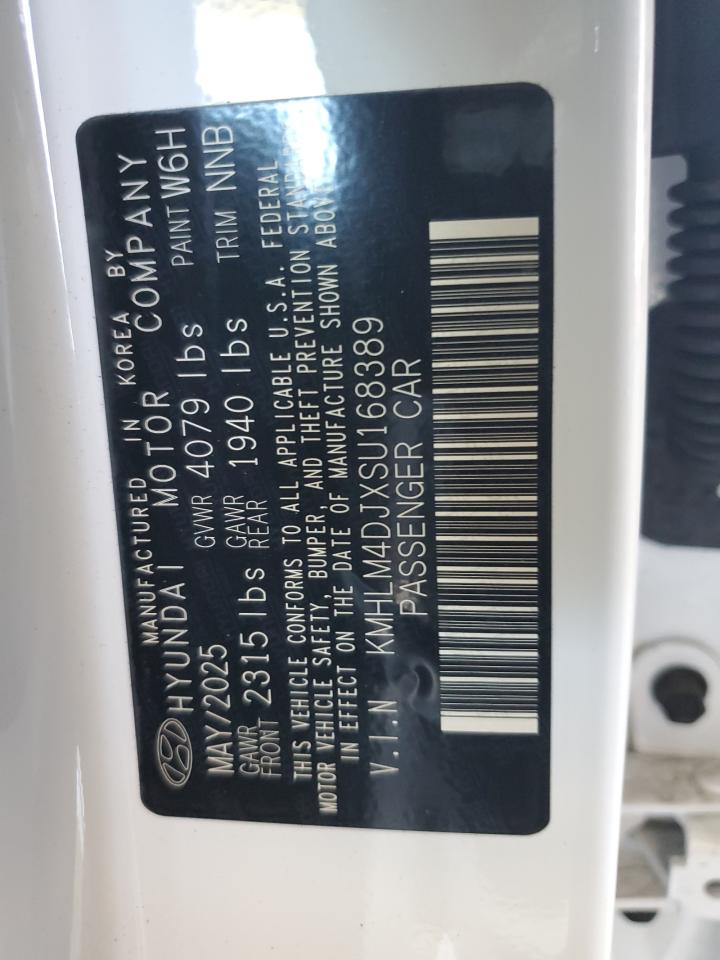 MANUFACTURED IN KOREA BY
HYUNDAI MOTOR COMPANY
MAY/2025 GVWR 4079 lbs PAINT W6H
GAWR FRONT 2315 lbs GAWR REAR 1940 lbs TRIM NNB
THIS VEHICLE CONFORMS TO ALL APPLICABLE U.S.A. FEDERAL
MOTOR VEHICLE SAFETY, BUMPER, AND THEFT PREVENTION
IN EFFECT ON THE DATE OF MANUFACTURE SHOWN ABOVE
V.I.N KMHLM4DJXSU168389
PASSENGER CAR